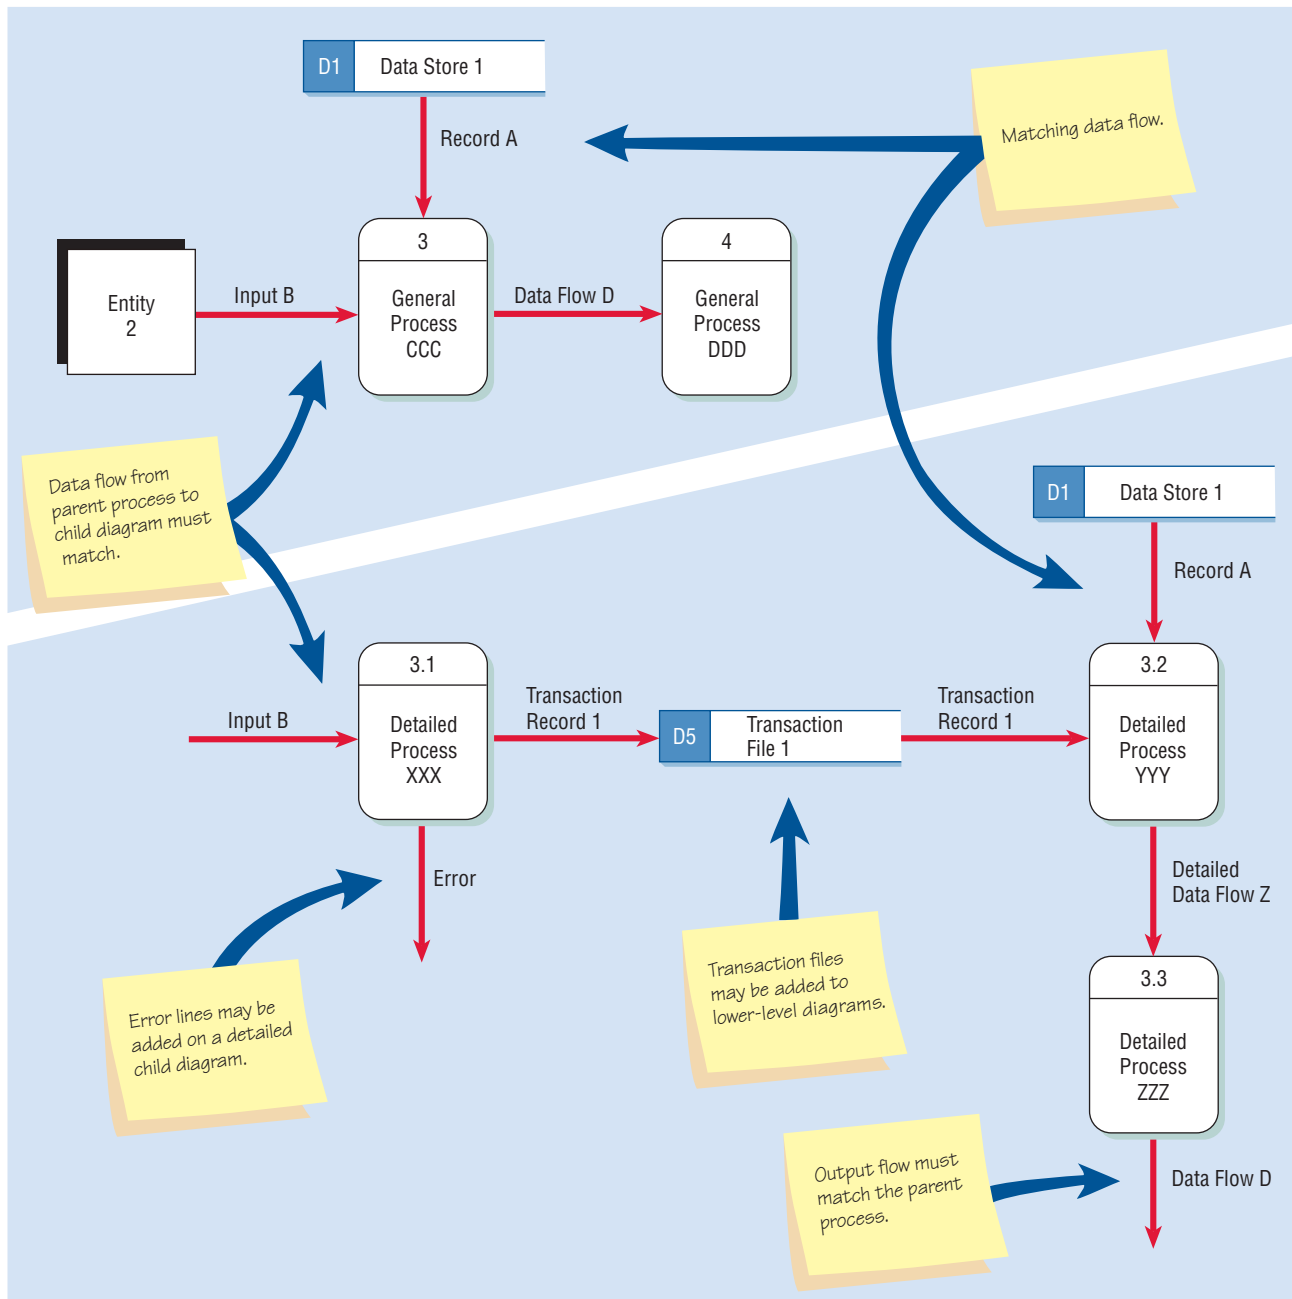 D1
Data Store 1
Record A
Matching data flow.
Entity
2
Input B
3
General
Process
CCC
Data Flow D
4
General
Process
DDD
Data flow from
parent process to
child diagram must
match.
D1
Data Store 1
Record A
Input B
3.1
Detailed
Process
XXX
Transaction
Record 1
D5
Transaction
File 1
Transaction
Record 1
3.2
Detailed
Process
YYY
Error
Detailed
Data Flow Z
Error lines may be
added on a detailed
child diagram.
Transaction files
may be added to
lower-level diagrams.
3.3
Detailed
Process
ZZZ
Output flow must
match the parent
process.
Data Flow D